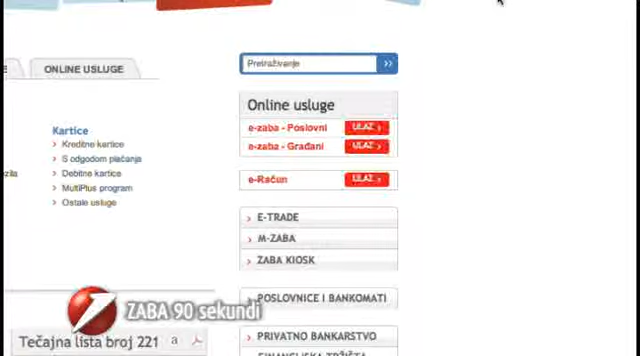 ONLINE USLUGE
Pretraživanje
Online usluge
e-zaba - Poslovni ULAZ
e-zaba - Građani ULAZ
e-Račun ULAZ
Kartice
Kreditne kartice
S odgodom plaćanja
Debitne kartice
MultiPlus program
Ostale usluge
E-TRADE
M-ZABA
ZABA KIOSK
POSLOVNICE I BANKOMATI
PRIVATNO BANKARSTVO
FINANCIJSKA TRŽIŠTA
ZABA 90 sekundi
Tečajna lista broj 221 a